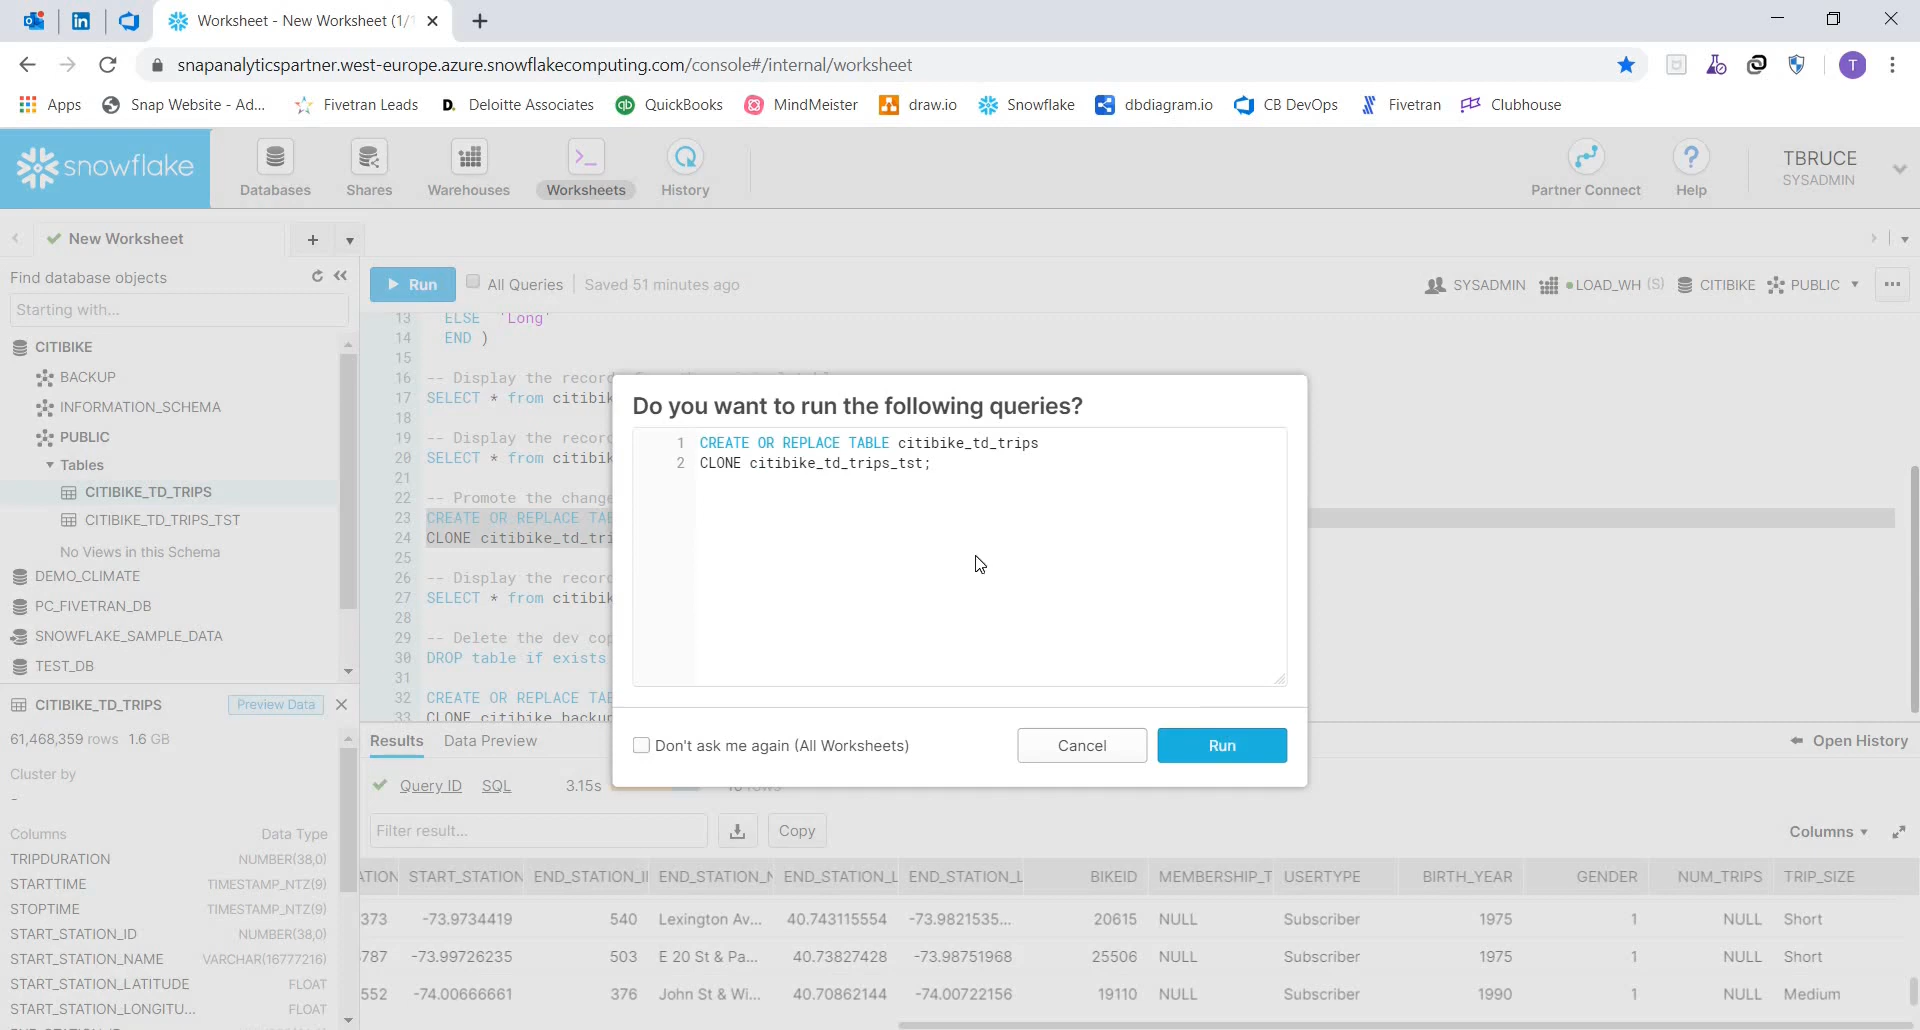 Worksheet - New Worksheet (1/1
snapanalyticspartner.west-europe.azure.snowflakecomputing.com/console#/internal/worksheet
T
Apps Snap Website - Ad... Fivetran Leads D. Deloitte Associates qb QuickBooks MindMeister draw.io Snowflake dbdiagram.io CB DevOps Fivetran Clubhouse
snowflake
Databases Shares Warehouses Worksheets History Partner Connect Help
TBRUCE
SYSADMIN
New Worksheet
Find database objects
Starting with...
CITIBIKE
BACKUP
INFORMATION_SCHEMA
PUBLIC
Tables
CITIBIKE_TD_TRIPS
CITIBIKE_TD_TRIPS_TST
No Views in this Schema
DEMO_CLIMATE
PC_FIVETRAN_DB
SNOWFLAKE_SAMPLE_DATA
TEST_DB
CITIBIKE_TD_TRIPS Preview Data
61,468,359 rows 1.6 GB
Cluster by
-
Columns Data Type
TRIPDURATION NUMBER(38,0)
STARTTIME TIMESTAMP_NTZ(9)
STOPTIME TIMESTAMP_NTZ(9)
START_STATION_ID NUMBER(38,0)
START_STATION_NAME VARCHAR(16777216)
START_STATION_LATITUDE FLOAT
START_STATION_LONGITU... FLOAT
Run All Queries Saved 51 minutes ago SYSADMIN LOAD_WH (S) CITIBIKE PUBLIC ...
13 ELSE 'Long'
14 END )
15
16 -- Display the record
17 SELECT * from citibik
18
19 -- Display the record
20 SELECT * from citibik
21
22 -- Promote the change
23 CREATE OR REPLACE TAB
24 CLONE citibike_td_tri
25
26 -- Display the record
27 SELECT * from citibik
28
29 -- Delete the dev cop
30 DROP table if exists
31
32 CREATE OR REPLACE TAB
33 CLONE citibike_backup
Do you want to run the following queries?
1 CREATE OR REPLACE TABLE citibike_td_trips
2 CLONE citibike_td_trips_tst;
Don't ask me again (All Worksheets) Cancel Run
Results Data Preview Open History
Query ID SQL 3.15s 10 rows
Filter result... Copy Columns
ATION START_STATION END_STATION_I END_STATION_N END_STATION_L END_STATION_L BIKEID MEMBERSHIP_T USERTYPE BIRTH_YEAR GENDER NUM_TRIPS TRIP_SIZE
373 -73.9734419 540 Lexington Av... 40.743115554 -73.9821535... 20615 NULL Subscriber 1975 1 NULL Short
787 -73.99726235 503 E 20 St & Pa... 40.73827428 -73.98751968 25506 NULL Subscriber 1975 1 NULL Short
552 -74.00666661 376 John St & Wi... 40.70862144 -74.00722156 19110 NULL Subscriber 1990 1 NULL Medium